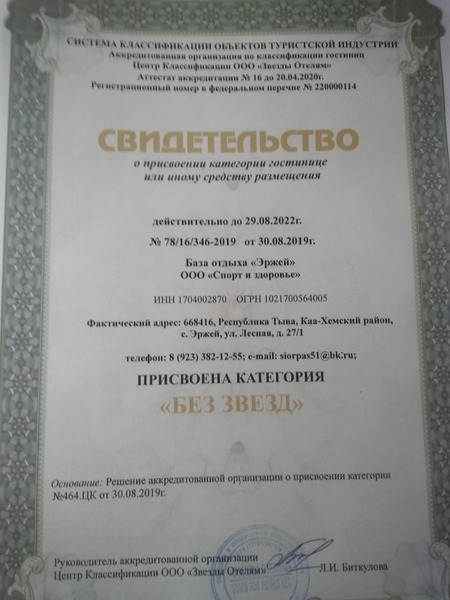 СИСТЕМА КЛАССИФИКАЦИИ ОБЪЕКТОВ ТУРИСТСКОЙ ИНДУСТРИИ
Аккредитованная организация по классификации гостиниц
Центр Классификации ООО «Звезды Отелям»
Аттестат аккредитации № 16 до 20.04.2020г.
Регистрационный номер в федеральном перечне № 220000114
СВИДЕТЕЛЬСТВО
о присвоении категории гостинице
или иному средству размещения
действительно до 29.08.2022г.
№ 78/16/346-2019 от 30.08.2019г.
База отдыха «Эржей»
ООО «Спорт и здоровье»
ИНН 1704002870 ОГРН 1021700564005
Фактический адрес: 668416, Республика Тыва, Каа-Хемский район,
с. Эржей, ул. Лесная, д. 27/1
телефон: 8 (923) 382-12-55; e-mail: siorpas51@bk.ru;
ПРИСВОЕНА КАТЕГОРИЯ
«БЕЗ ЗВЕЗД»
Основание: Решение аккредитованной организации о присвоении категории
№464.ЦК от 30.08.2019г.
Руководитель аккредитованной организации
Центр Классификации ООО «Звезды Отелям»
Л.И. Биткулова